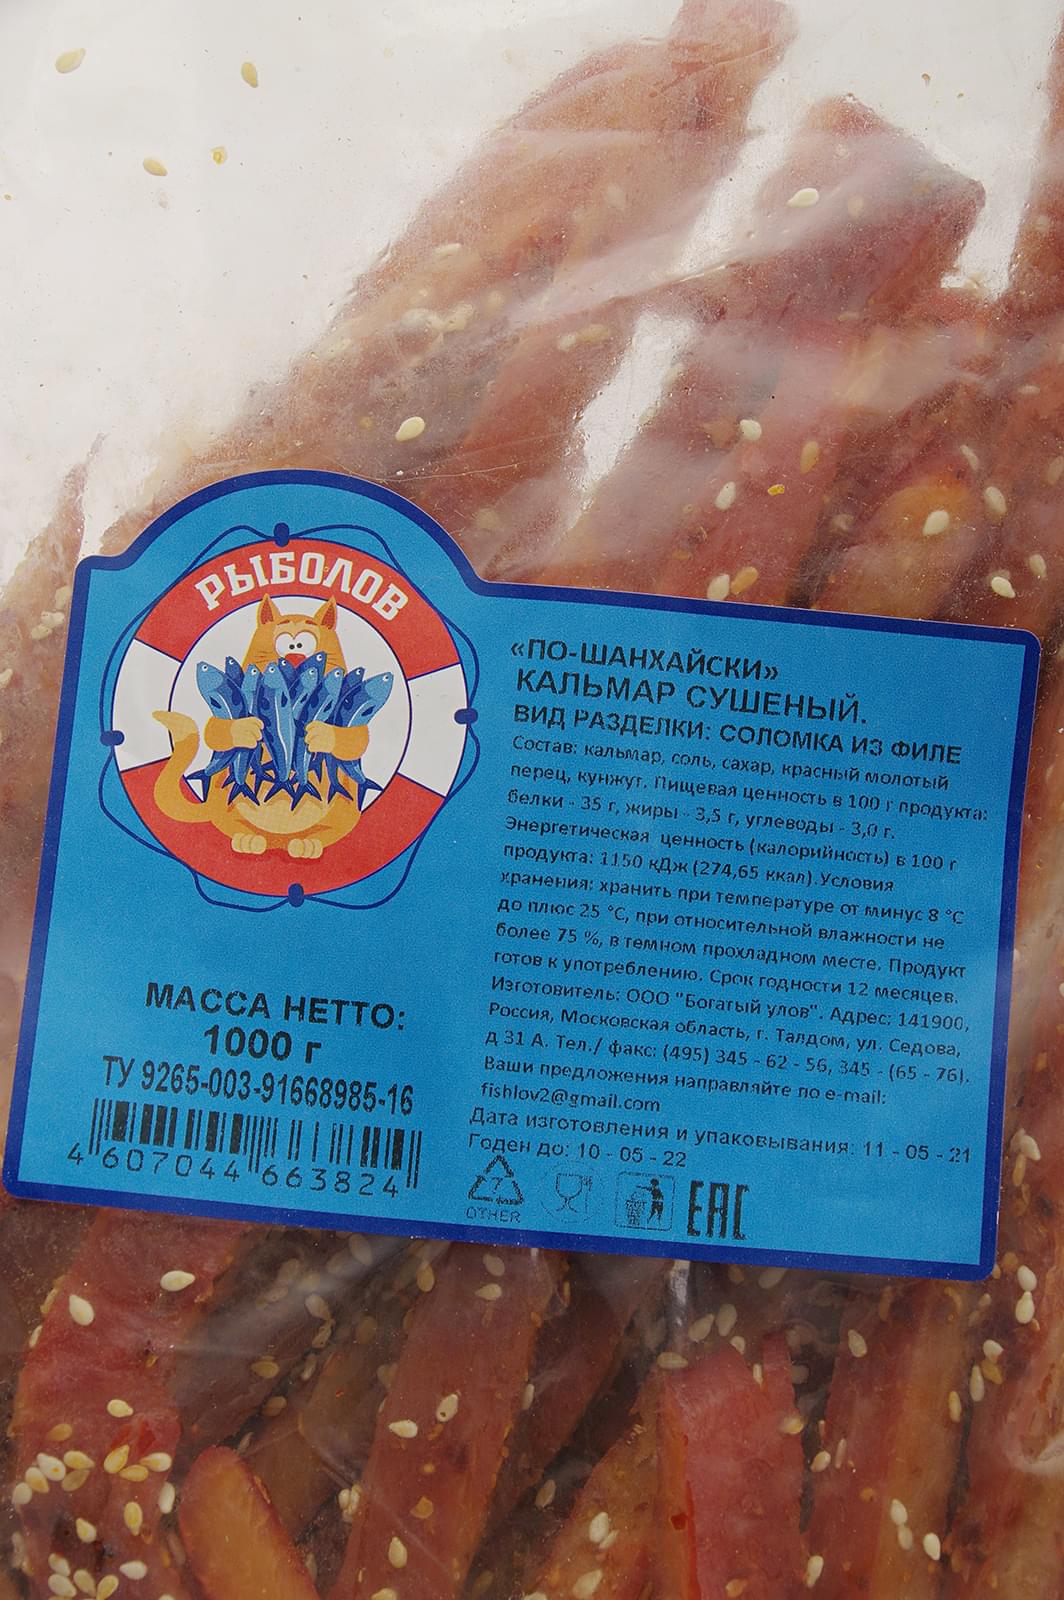 РЫБОЛОВ
«ПО-ШАНХАЙСКИ»
КАЛЬМАР СУШЕНЫЙ.
ВИД РАЗДЕЛКИ: СОЛОМКА ИЗ ФИЛЕ
Состав: кальмар, соль, сахар, красный молотый
перец, кунжут. Пищевая ценность в 100 г продукта:
белки - 35 г, жиры - 3,5 г, углеводы - 3,0 г.
Энергетическая ценность (калорийность) в 100 г
продукта: 1150 кДж (274,65 ккал).Условия
хранения: хранить при температуре от минус 8 °С
до плюс 25 °С, при относительной влажности не
более 75 %, в темном прохладном месте. Продукт
готов к употреблению. Срок годности 12 месяцев.
Изготовитель: ООО "Богатый улов". Адрес: 141900,
Россия, Московская область, г. Талдом, ул. Седова,
д 31 А. Тел./ факс: (495) 345 - 62 - 56, 345 - (65 - 76).
Ваши предложения направляйте по e-mail:
fishlov2@gmail.com
Дата изготовления и упаковывания: 11 - 05 - 21
Годен до: 10 - 05 - 22
7
OTHER
EAC
МАССА НЕТТО:
1000 г
ТУ 9265-003-91668985-16
4 607044 663824